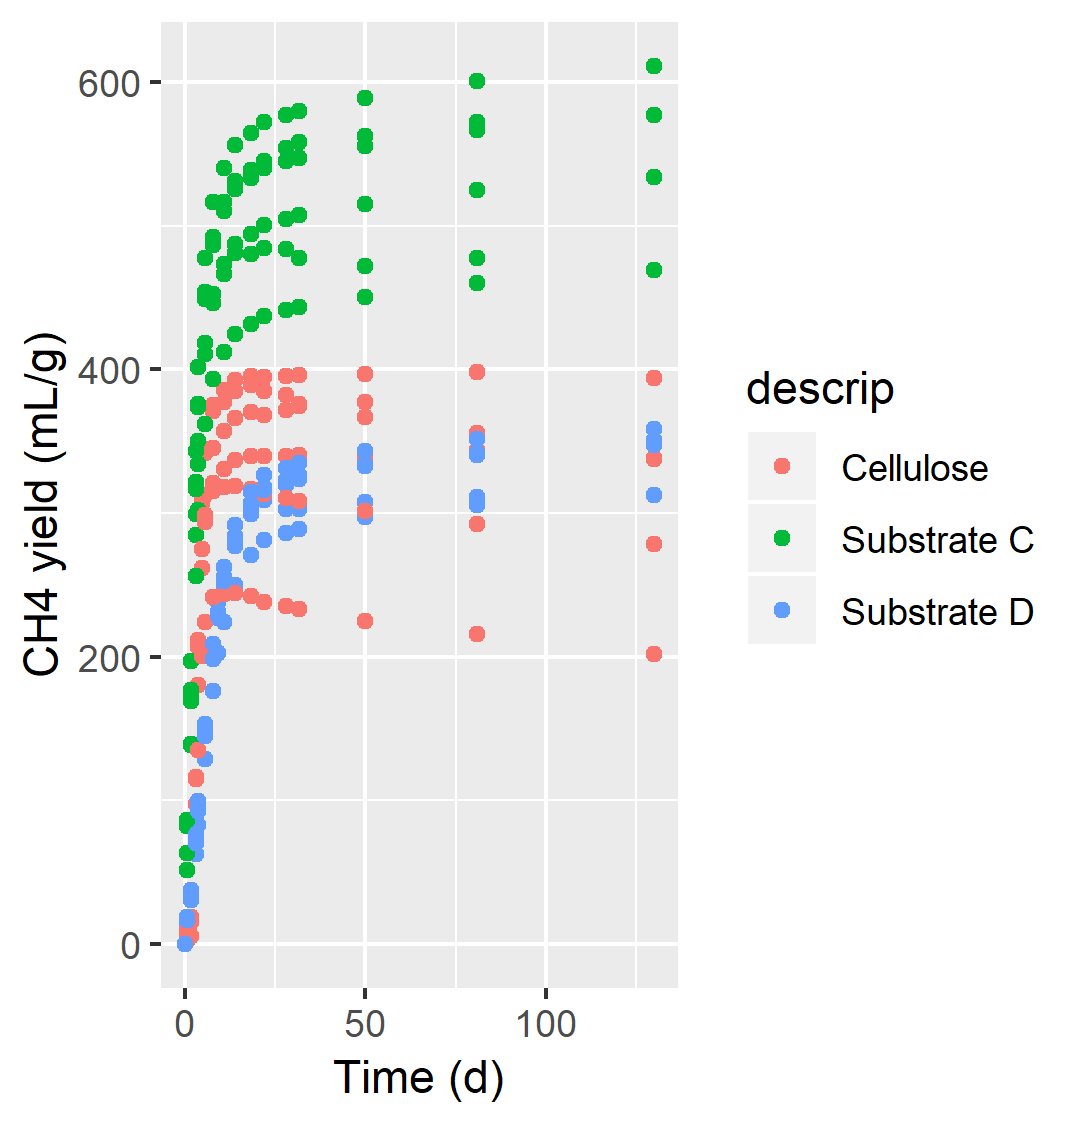 CH4 yield (mL/g)
600
400
200
0
0 50 100
Time (d)
descrip
Cellulose
Substrate C
Substrate D